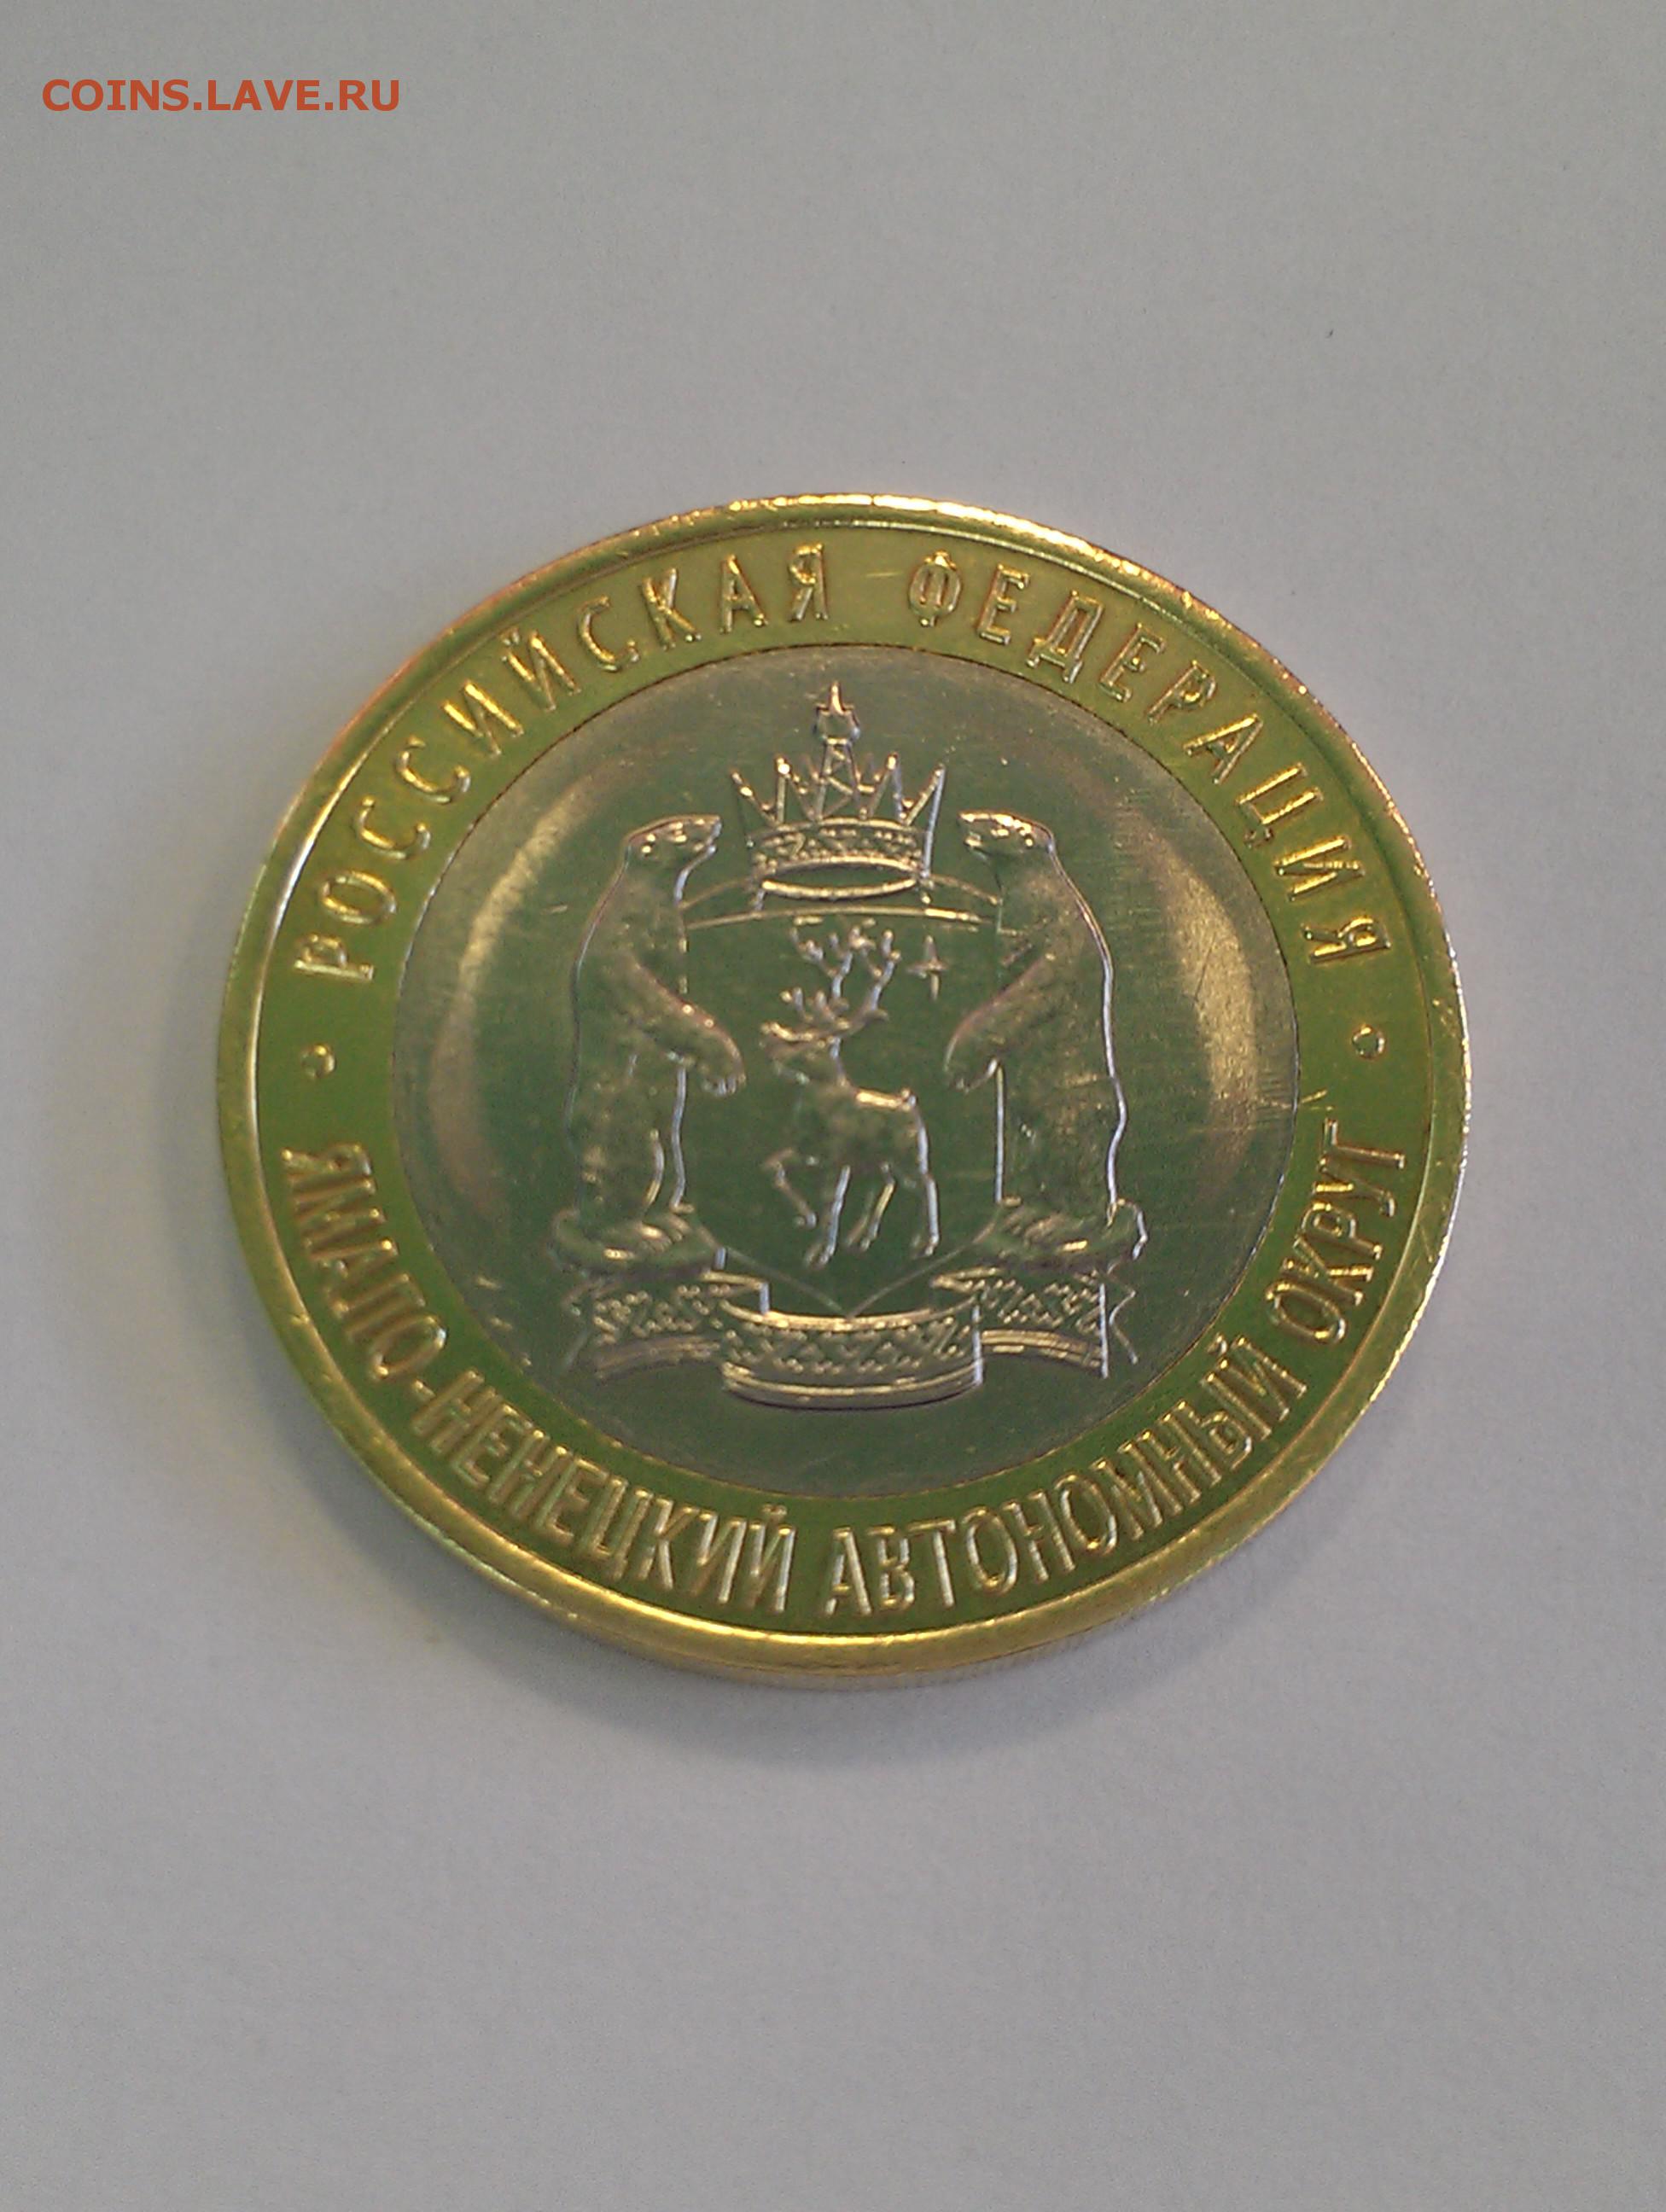 COINS.LAVE.RU
РОССИЙСКАЯ ФЕДЕРАЦИЯ
ЯМАЛО-НЕНЕЦКИЙ АВТОНОМНЫЙ ОКРУГ